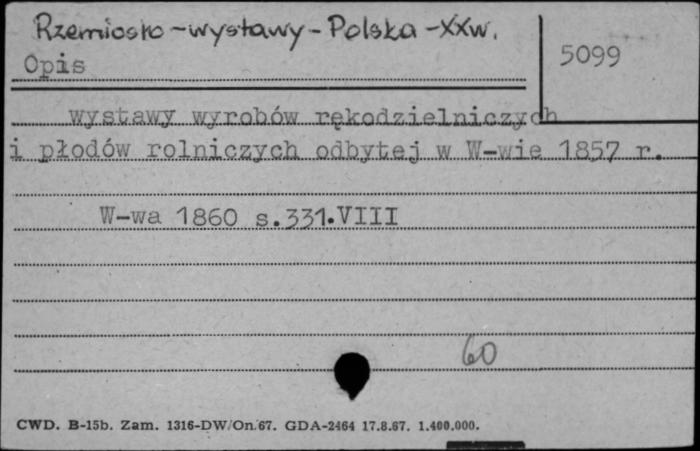 Rzemiosło - wystawy - Polska - XXw.
5099
Opis
wystawy wyrobów rękodzielniczych
i płodów rolniczych odbytej w W-wie 1857 r.
W-wa 1860 s.331.VIII
60
CWD. B-15b. Zam. 1316-DW/On.67. GDA-2464 17.8.67. 1.400.000.